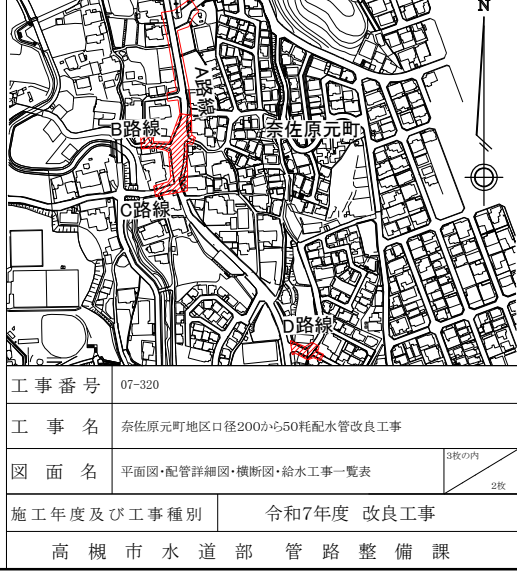 N
A路線
B路線
奈佐原元町
C路線
D路線
工事番号 07-320
工事名 奈佐原元町地区口径200から50粍配水管改良工事
図面名 平面図・配管詳細図・横断図・給水工事一覧表
3枚の内
2枚
施工年度及び工事種別 令和7年度 改良工事
高槻市水道部 管路整備課